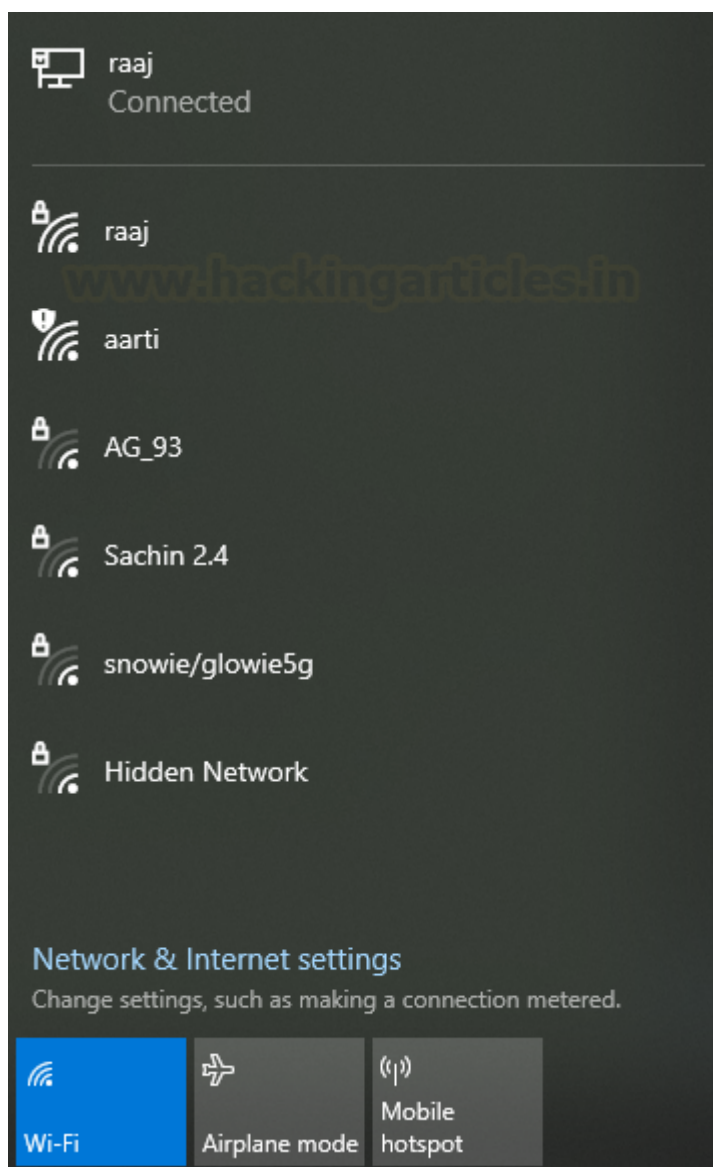 raaj
Connected
raaj
www.hackingarticles.in
aarti
AG_93
Sachin 2.4
snowie/glowie5g
Hidden Network
Network & Internet settings
Change settings, such as making a connection metered.
Wi-Fi
Airplane mode
Mobile
hotspot